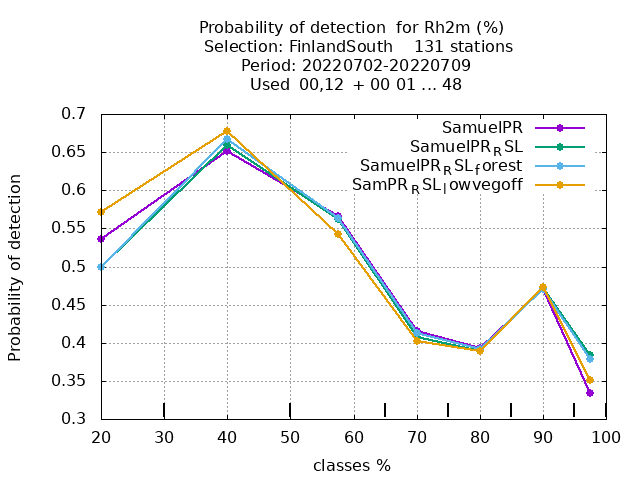 Probability of detection  for Rh2m (%)
Selection: FinlandSouth    131 stations
Period: 20220702-20220709
Used  00,12  + 00 01 ... 48
Probability of detection
0.7
0.65
0.6
0.55
0.5
0.45
0.4
0.35
0.3
SamuelPR
SamuelPR_RSL
SamuelPR_RSL_forest
SamPR_RSL_lowvegoff
20 30 40 50 60 70 80 90 100
classes %